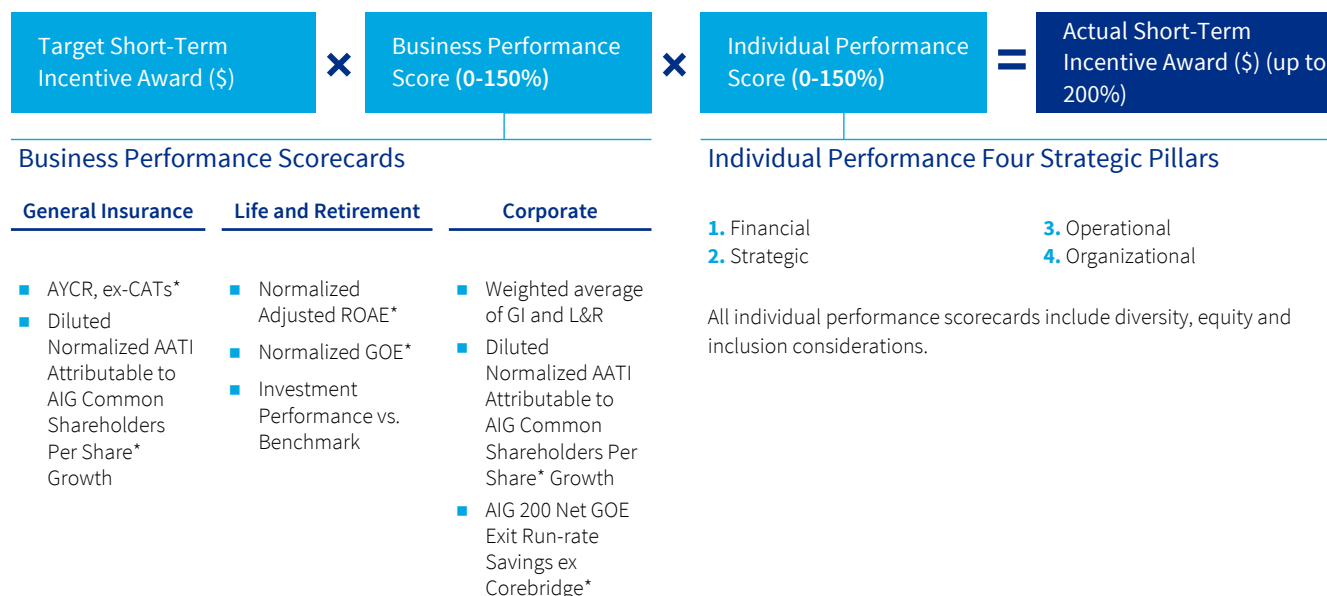 Target Short-Term
Incentive Award ($)
×
Business Performance
Score (0-150%)
×
Individual Performance
Score (0-150%)
=
Actual Short-Term
Incentive Award ($) (up to
200%)
Business Performance Scorecards
General Insurance
■ AYCR, ex-CATs*
■ Diluted
Normalized AATI
Attributable to
AIG Common
Shareholders
Per Share*
Growth
Life and Retirement
■ Normalized
Adjusted ROAE*
■ Normalized GOE*
■ Investment
Performance vs.
Benchmark
Corporate
■ Weighted average
of GI and L&R
■ Diluted
Normalized AATI
Attributable to
AIG Common
Shareholders Per
Share* Growth
■ AIG 200 Net GOE
Exit Run-rate
Savings ex
Corebridge*
Individual Performance Four Strategic Pillars
1. Financial
2. Strategic
3. Operational
4. Organizational
All individual performance scorecards include diversity, equity and
inclusion considerations.